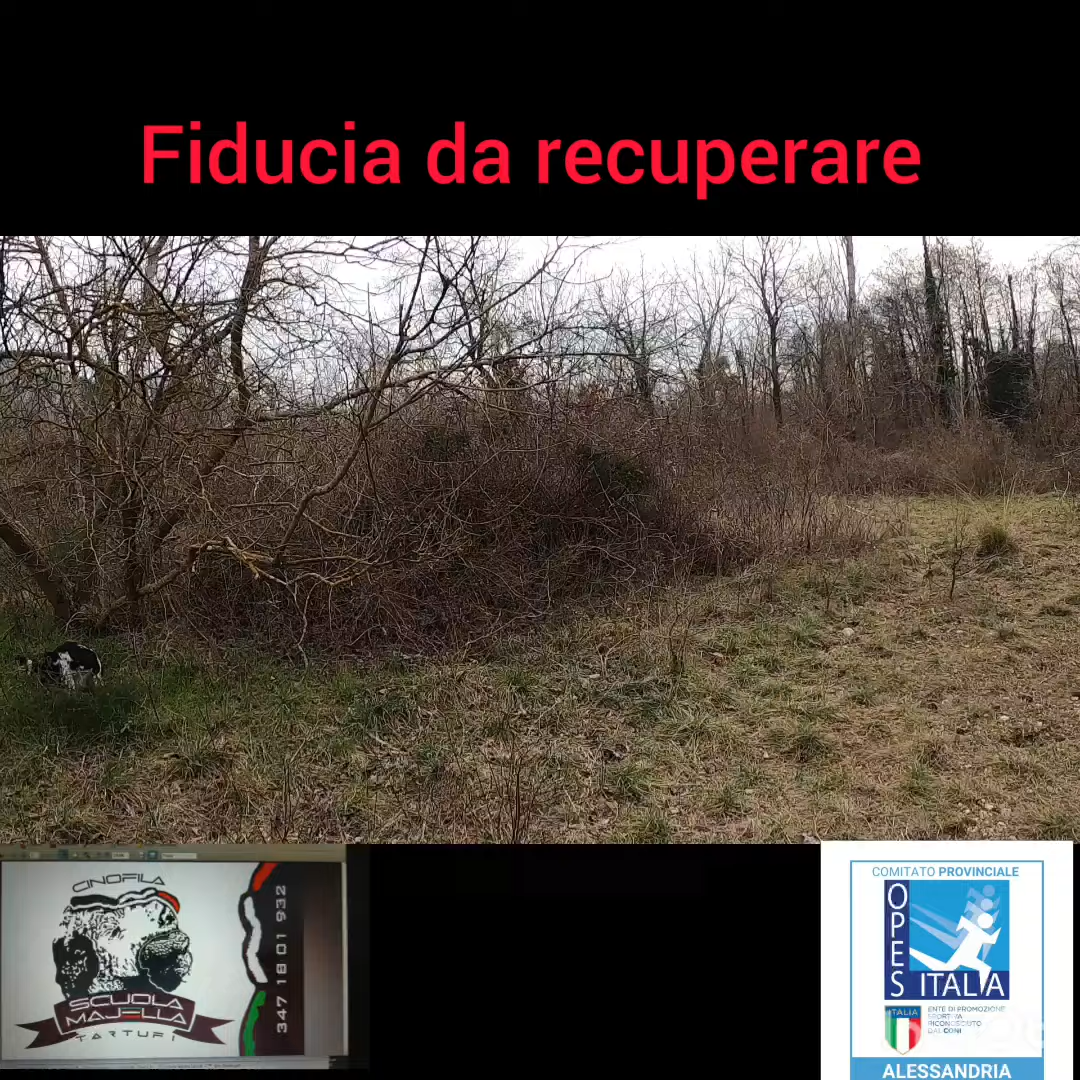 Fiducia da recuperare
CINOFILA
SCUOLA
MAJELLA
TARTUFI
347 18 01 932
COMITATO PROVINCIALE
OPES
ITALIA
ITALIA
ENTE DI PROMOZIONE
SPORTIVA
RICONOSCIUTO
DAL CONI
ALESSANDRIA